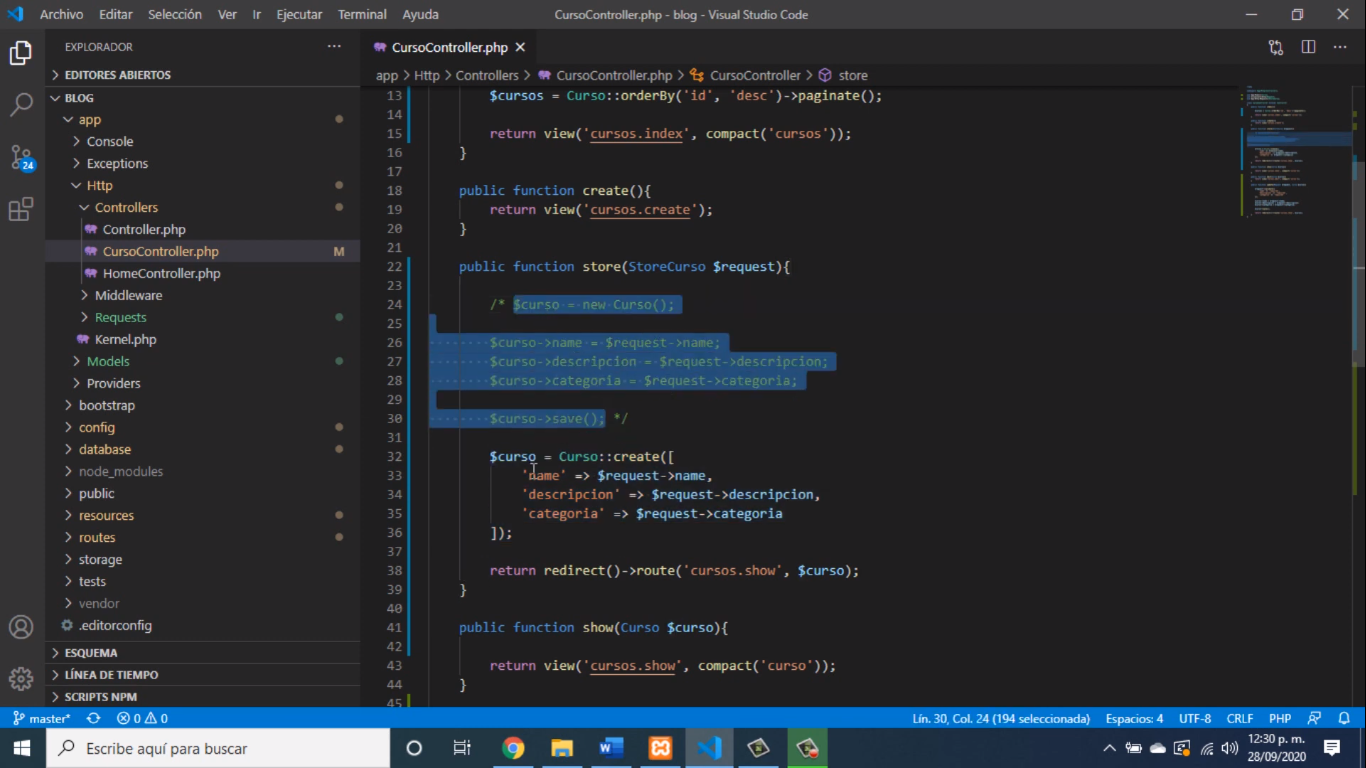 Archivo Editar Selección Ver Ir Ejecutar Terminal Ayuda
CursoController.php - blog - Visual Studio Code
EXPLORADOR
EDITORES ABIERTOS
BLOG
app
Console
Exceptions
Http
Controllers
Controller.php
CursoController.php M
HomeController.php
Middleware
Requests
Kernel.php
Models
Providers
bootstrap
config
database
node_modules
public
resources
routes
storage
tests
vendor
.editorconfig
ESQUEMA
LÍNEA DE TIEMPO
SCRIPTS NPM
24
CursoController.php
app > Http > Controllers > CursoController.php > CursoController > store
13 $cursos = Curso::orderBy('id', 'desc')->paginate();
14
15 return view('cursos.index', compact('cursos'));
16 }
17
18 public function create(){
19 return view('cursos.create');
20 }
21
22 public function store(StoreCurso $request){
23
24 /* $curso = new Curso();
25
26 $curso->name = $request->name;
27 $curso->descripcion = $request->descripcion;
28 $curso->categoria = $request->categoria;
29
30 $curso->save(); */
31
32 $curso = Curso::create([
33 'name' => $request->name,
34 'descripcion' => $request->descripcion,
35 'categoria' => $request->categoria
36 ]);
37
38 return redirect()->route('cursos.show', $curso);
39 }
40
41 public function show(Curso $curso){
42
43 return view('cursos.show', compact('curso'));
44 }
45
master* 0 0 Lín. 30, Col. 24 (194 seleccionada) Espacios: 4 UTF-8 CRLF PHP
Escribe aquí para buscar
12:30 p. m.
28/09/2020